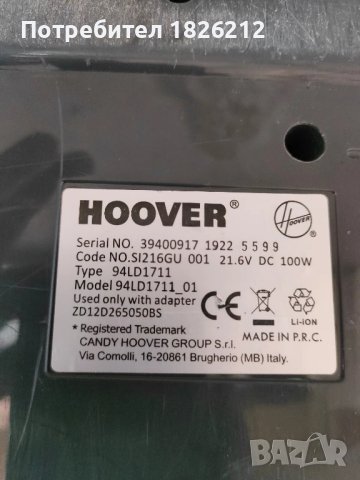 Потребител 1826212
HOOVER®
HOOVER
Serial NO. 39400917 1922 5599
Code NO.SI216GU 001 21.6V DC 100W
Type 94LD1711
Model 94LD1711_01
Used only with adapter
ZD12D265050BS
* Registered Trademark
CANDY HOOVER GROUP S.r.l.
Via Comolli, 16-20861 Brugherio (MB) Italy.
CE
LI-ION
MADE IN P.R.C.
BAZAR